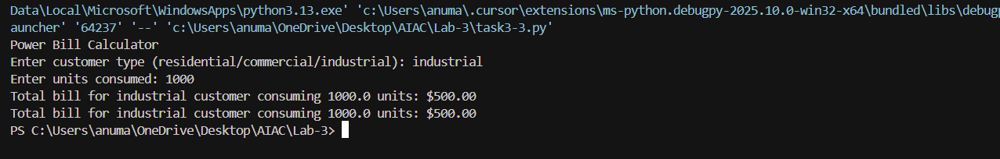 Data\Local\Microsoft\WindowsApps\python3.13.exe' 'c:\Users\anuma\.cursor\extensions\ms-python.debugpy-2025.10.0-win32-x64\bundled\libs\debugp
auncher' '64237' '--' 'c:\Users\anuma\OneDrive\Desktop\AIAC\Lab-3\task3-3.py'
Power Bill Calculator
Enter customer type (residential/commercial/industrial): industrial
Enter units consumed: 1000
Total bill for industrial customer consuming 1000.0 units: $500.00
Total bill for industrial customer consuming 1000.0 units: $500.00
PS C:\Users\anuma\OneDrive\Desktop\AIAC\Lab-3>